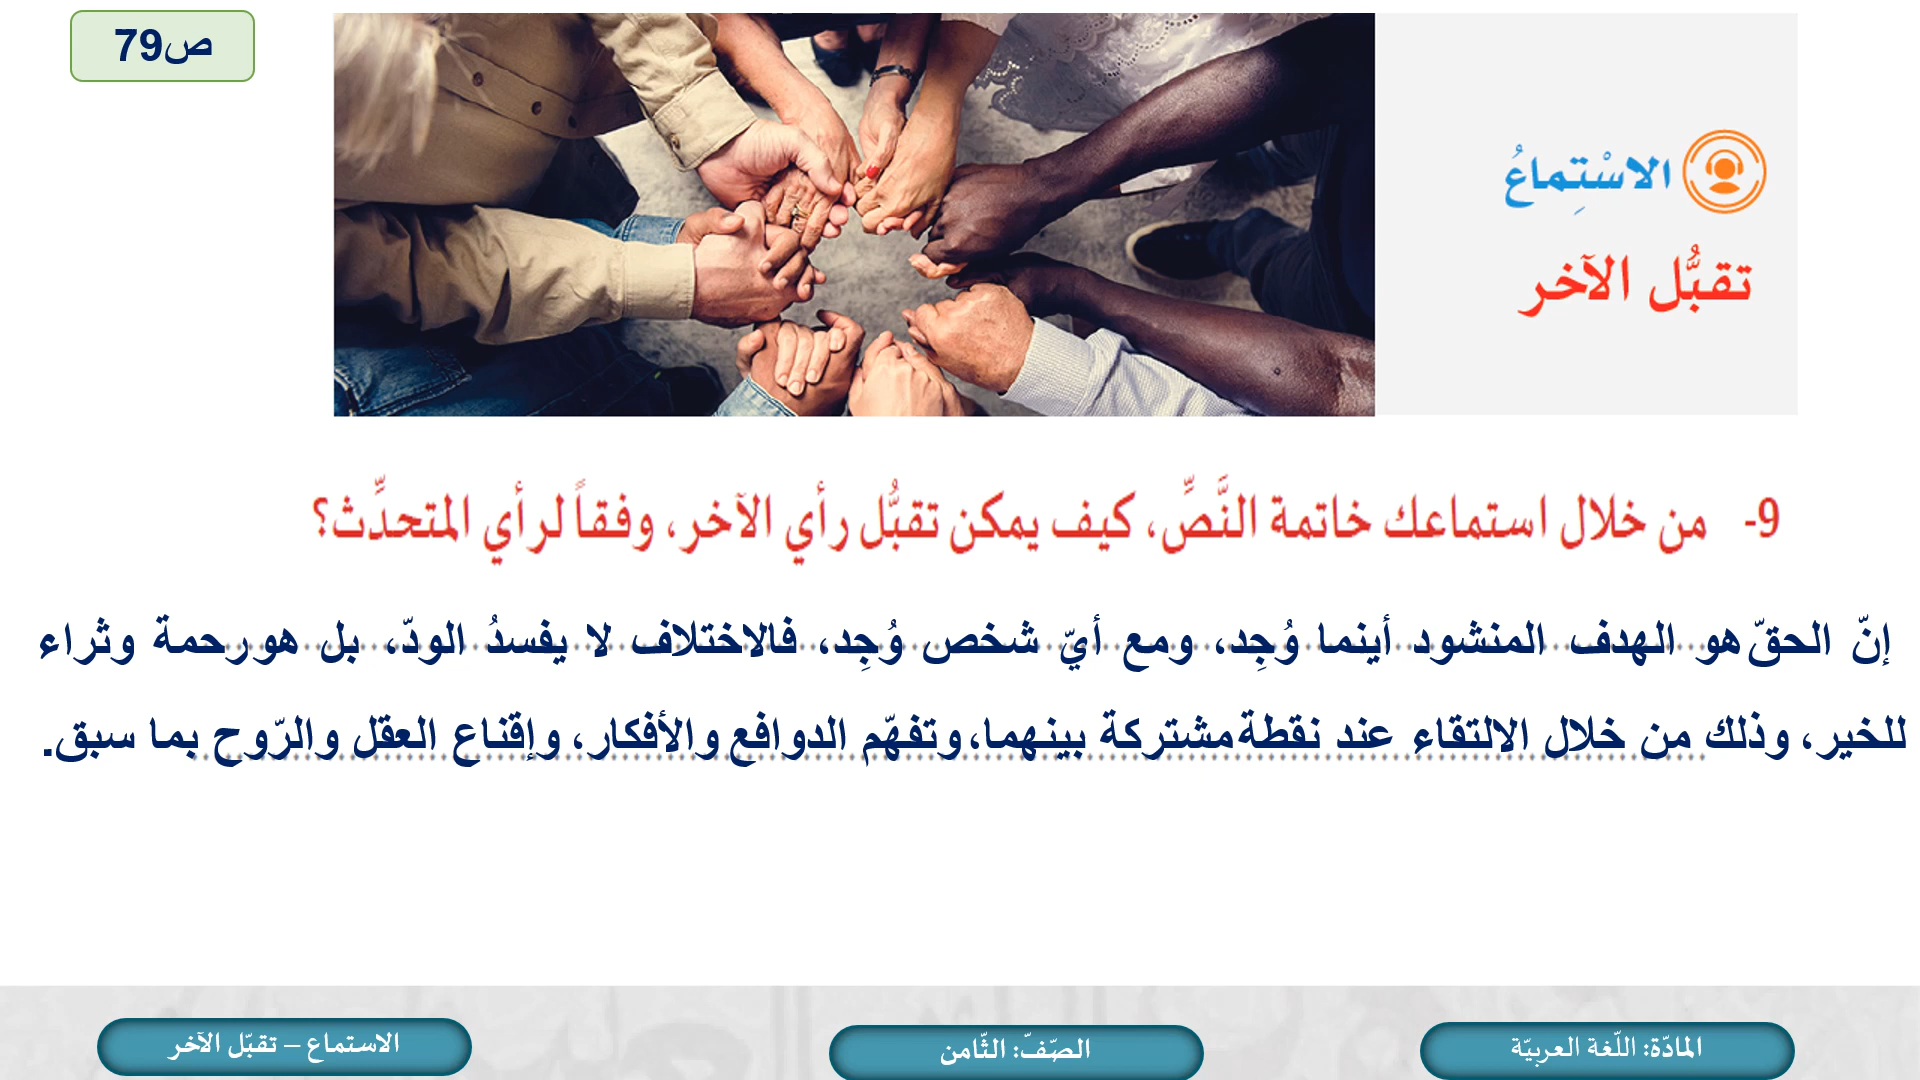 ص79
الاسْتِماعُ
تقبُّل الآخر
9- من خلال استماعك خاتمة النَّصِّ، كيف يمكن تقبُّل رأي الآخر، وفقاً لرأي المتحدِّث؟
إنّ الحقّ هو الهدف المنشود أينما وُجِد، ومع أيّ شخص وُجِد، فالاختلاف لا يفسدُ الودّ، بل هو رحمة وثراء
للخير، وذلك من خلال الالتقاء عند نقطة مشتركة بينهما، وتفهّم الدوافع والأفكار، وإقناع العقل والرّوح بما سبق.
المادّة: اللّغة العربيّة
الصّفّ: الثّامن
الاستماع – تقبّل الآخر